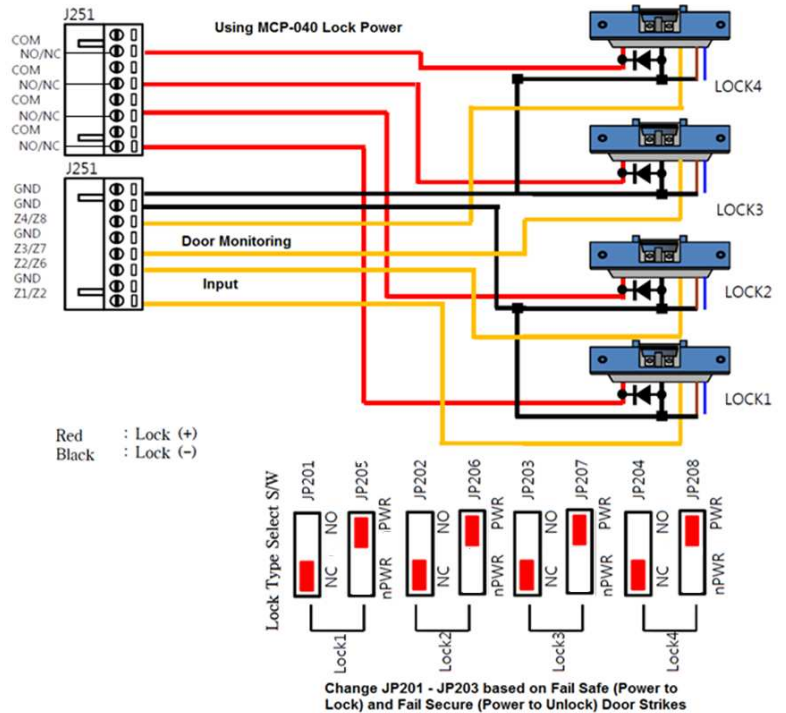 J251
Using MCP-040 Lock Power
COM
NO/NC
COM
NO/NC
COM
NO/NC
COM
NO/NC
LOCK4
J251
GND
GND
Z4/Z8
GND
Z3/Z7
Z2/Z6
GND
Z1/Z2
Door Monitoring
Input
LOCK3
LOCK2
LOCK1
Red : Lock (+)
Black : Lock (-)
Lock Type Select S/W
JP201
JP205
JP202
JP206
JP203
JP207
JP204
JP208
NO
PWR
NO
PWR
NO
PWR
NO
PWR
NC
nPWR
NC
nPWR
NC
nPWR
NC
nPWR
Lock1
Lock2
Lock3
Lock4
Change JP201 - JP203 based on Fail Safe (Power to
Lock) and Fail Secure (Power to Unlock) Door Strikes